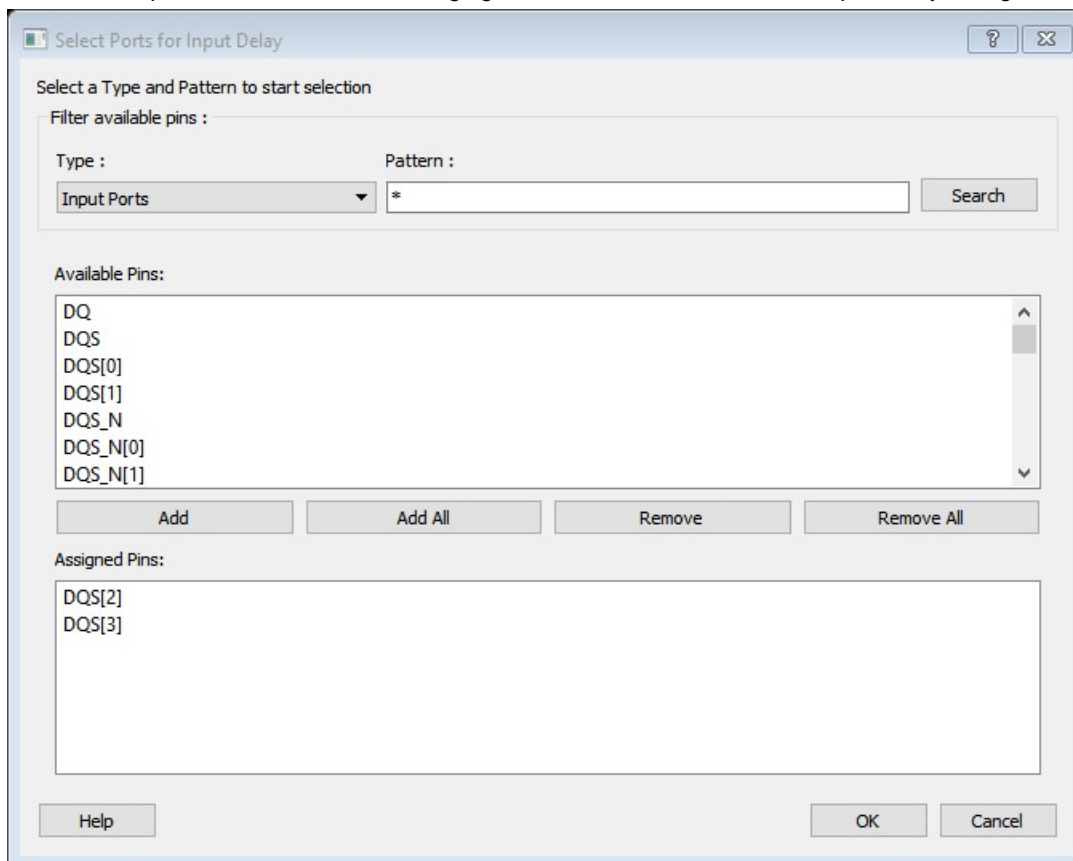 Select Ports for Input Delay
Select a Type and Pattern to start selection
Filter available pins :
Type : Pattern :
Input Ports * Search
Available Pins:
DQ
DQS
DQS[0]
DQS[1]
DQS_N
DQS_N[0]
DQS_N[1]
Add Add All Remove Remove All
Assigned Pins:
DQS[2]
DQS[3]
Help OK Cancel